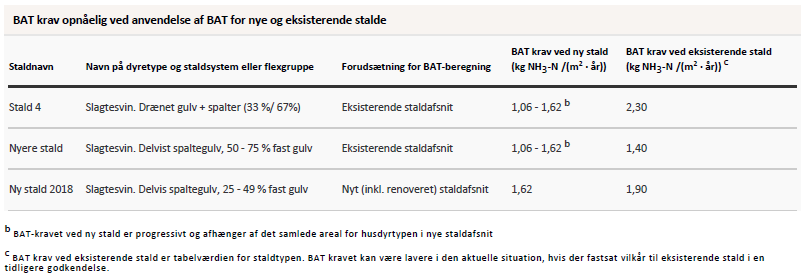 BAT krav opnåelig ved anvendelse af BAT for nye og eksisterende stalde
Staldnavn Navn på dyretype og staldsystem eller flexgruppe Forudsætning for BAT-beregning BAT krav ved ny stald (kg NH3-N /(m² · år)) BAT krav ved eksisterende stald (kg NH3-N /(m² · år)) c
Stald 4 Slagtesvin. Drænet gulv + spalter (33 %/ 67%) Eksisterende staldafsnit 1,06 - 1,62 b 2,30
Nyere stald Slagtesvin. Delvist spaltegulv, 50 - 75 % fast gulv Eksisterende staldafsnit 1,06 - 1,62 b 1,40
Ny stald 2018 Slagtesvin. Delvis spaltegulv, 25 - 49 % fast gulv Nyt (inkl. renoveret) staldafsnit 1,62 1,90
b BAT-kravet ved ny stald er progressivt og afhænger af det samlede areal for husdyrtypen i nye staldafsnit
c BAT krav ved eksisterende stald er tabelværdien for staldtypen. BAT kravet kan være lavere i den aktuelle situation, hvis der fastsat vilkår til eksisterende stald i en
tidligere godkendelse.